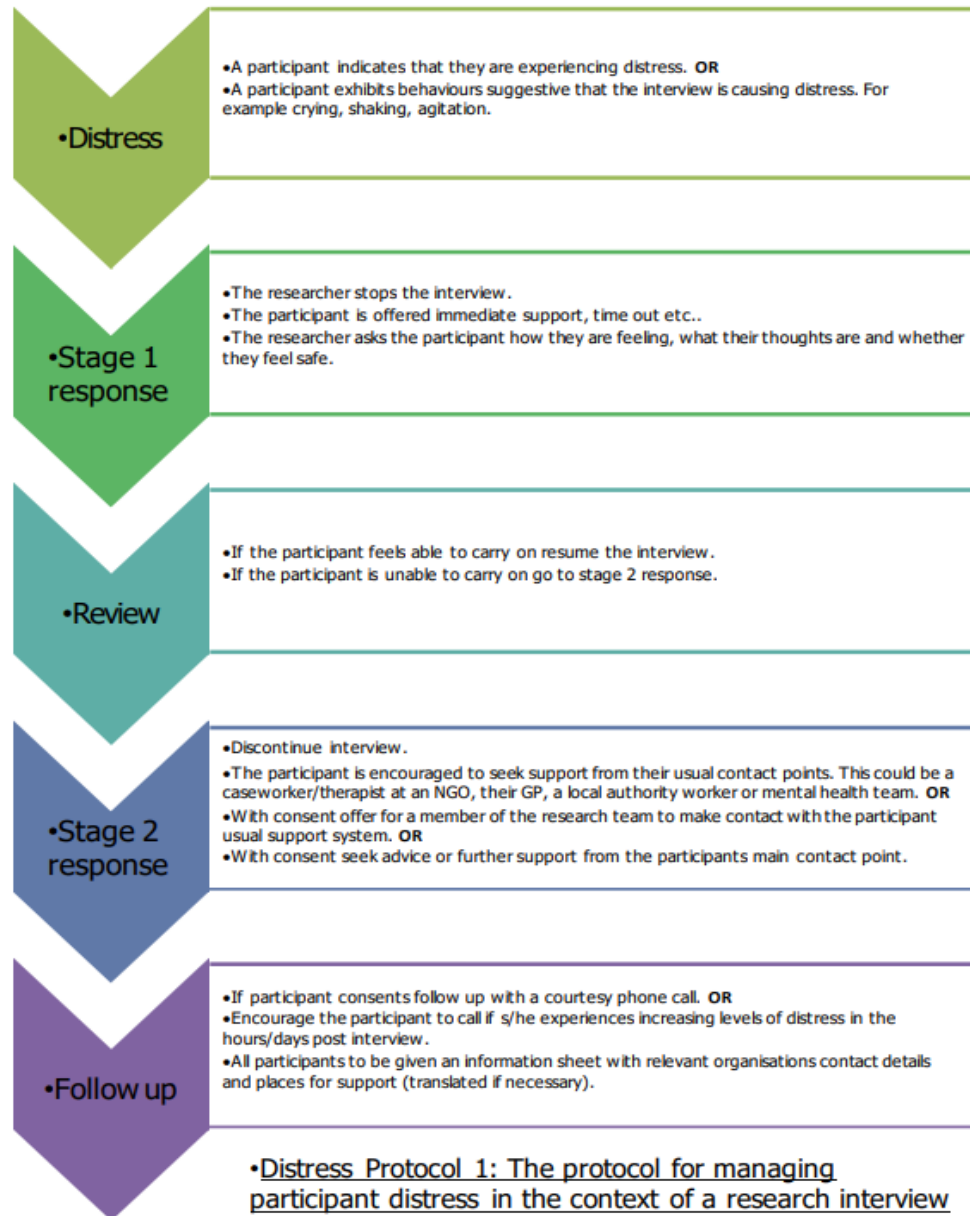 •Distress
•A participant indicates that they are experiencing distress. OR
•A participant exhibits behaviours suggestive that the interview is causing distress. For
example crying, shaking, agitation.
•Stage 1
response
•The researcher stops the interview.
•The participant is offered immediate support, time out etc..
•The researcher asks the participant how they are feeling, what their thoughts are and whether
they feel safe.
•Review
•If the participant feels able to carry on resume the interview.
•If the participant is unable to carry on go to stage 2 response.
•Stage 2
response
•Discontinue interview.
•The participant is encouraged to seek support from their usual contact points. This could be a
caseworker/therapist at an NGO, their GP, a local authority worker or mental health team. OR
•With consent offer for a member of the research team to make contact with the participant
usual support system. OR
•With consent seek advice or further support from the participants main contact point.
•Follow up
•If participant consents follow up with a courtesy phone call. OR
•Encourage the participant to call if s/he experiences increasing levels of distress in the
hours/days post interview.
•All participants to be given an information sheet with relevant organisations contact details
and places for support (translated if necessary).
•Distress Protocol 1: The protocol for managing
participant distress in the context of a research interview